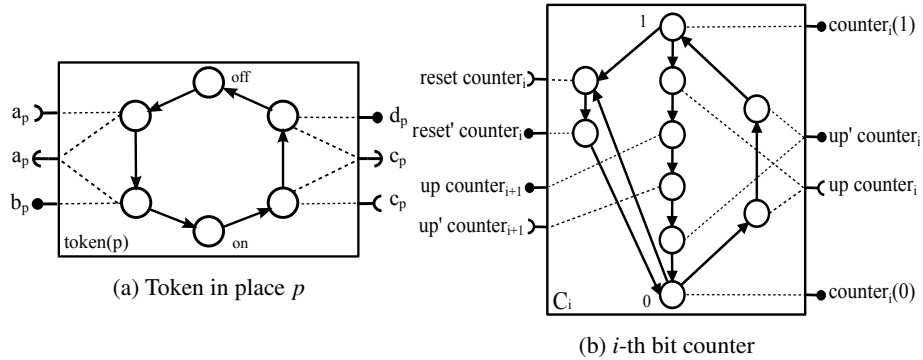 off
a_p
a_p
b_p
d_p
c_p
c_p
on
token(p)
(a) Token in place p
1
counter_i(1)
reset counter_i
reset' counter_i
up counter_{i+1}
up' counter_{i+1}
up' counter_i
up counter_i
counter_i(0)
0
C_i
(b) i-th bit counter